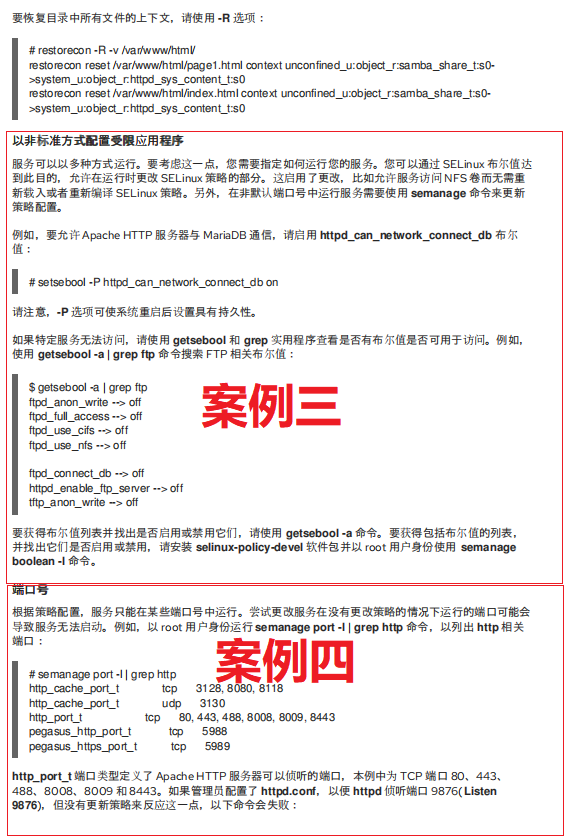 要恢复目录中所有文件的上下文，请使用 -R 选项：
# restorecon -R -v /var/www/html/
restorecon reset /var/www/html/page1.html context unconfined_u:object_r:samba_share_t:s0-
>system_u:object_r:httpd_sys_content_t:s0
restorecon reset /var/www/html/index.html context unconfined_u:object_r:samba_share_t:s0-
>system_u:object_r:httpd_sys_content_t:s0
以非标准方式配置受限应用程序
服务可以以多种方式运行。要考虑这一点，您需要指定如何运行您的服务。您可以通过 SELinux 布尔值达
到此目的，允许在运行时更改 SELinux 策略的部分。这启用了更改，比如允许服务访问 NFS 卷而无需重
新载入或者重新编译 SELinux 策略。另外，在非默认端口号中运行服务需要使用 semanage 命令来更新
策略配置。
例如，要允许 Apache HTTP 服务器与 MariaDB 通信，请启用 httpd_can_network_connect_db 布尔
值：
# setsebool -P httpd_can_network_connect_db on
请注意，-P 选项可使系统重启后设置具有持久性。
如果特定服务无法访问，请使用 getsebool 和 grep 实用程序查看是否有布尔值是否可用于访问。例如，
使用 getsebool -a | grep ftp 命令搜索 FTP 相关布尔值：
$ getsebool -a | grep ftp
ftpd_anon_write --> off
ftpd_full_access --> off
ftpd_use_cifs --> off
ftpd_use_nfs --> off
案例三
ftpd_connect_db --> off
httpd_enable_ftp_server --> off
tftp_anon_write --> off
要获得布尔值列表并找出是否启用或禁用它们，请使用 getsebool -a 命令。要获得包括布尔值的列表，
并找出它们是否启用或禁用，请安装 selinux-policy-devel 软件包并以 root 用户身份使用 semanage
boolean -l 命令。
端口号
根据策略配置，服务只能在某些端口号中运行。尝试更改服务在没有更改策略的情况下运行的端口可能会
导致服务无法启动。例如，以 root 用户身份运行 semanage port -l | grep http 命令，以列出 http 相关
端口：
案例四
# semanage port -l | grep http
http_cache_port_t tcp 3128, 8080, 8118
http_cache_port_t udp 3130
http_port_t tcp 80, 443, 488, 8008, 8009, 8443
pegasus_http_port_t tcp 5988
pegasus_https_port_t tcp 5989
http_port_t 端口类型定义了 Apache HTTP 服务器可以侦听的端口，本例中为 TCP 端口 80、443、
488、8008、8009 和 8443。如果管理员配置了 httpd.conf，以便 httpd 侦听端口 9876( Listen
9876)，但没有更新策略来反应这一点，以下命令会失败：